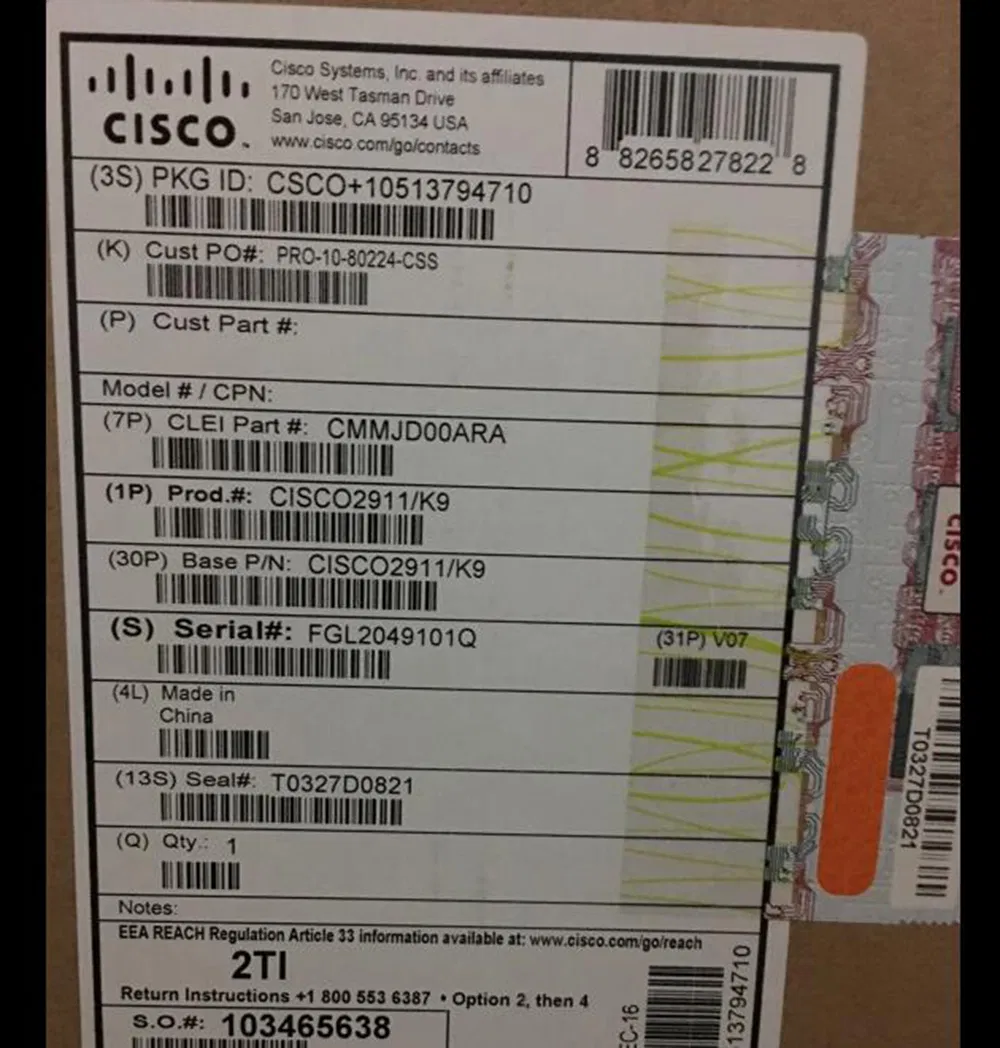 CISCO™
Cisco Systems, Inc. and its affiliates
170 West Tasman Drive
San Jose, CA 95134 USA
www.cisco.com/go/contacts
8 8265827822 8
(3S) PKG ID: CSCO+10513794710
(K) Cust PO#: PRO-10-80224-CSS
(P) Cust Part #:
Model # / CPN:
(7P) CLEI Part #: CMMJD00ARA
(1P) Prod.#: CISCO2911/K9
(30P) Base P/N: CISCO2911/K9
(S) Serial#: FGL2049101Q
(31P) V07
(4L) Made in
China
(13S) Seal#: T0327D0821
(Q) Qty.: 1
Notes:
EEA REACH Regulation Article 33 information available at: www.cisco.com/go/reach
2TI
Return Instructions +1 800 553 6387 • Option 2, then 4
S.O.#: 103465638
EC-16
13794710
CISCO™
T0327D0821